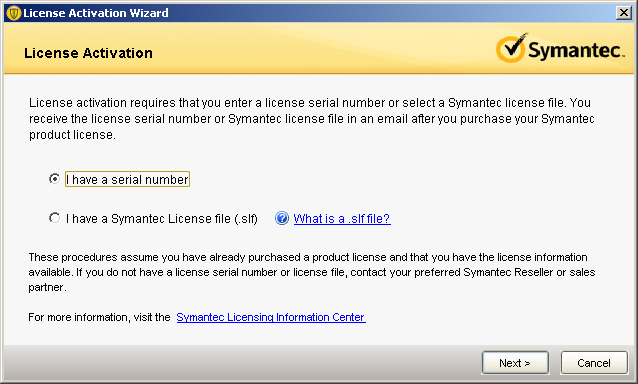 License Activation Wizard
License Activation
Symantec.
License activation requires that you enter a license serial number or select a Symantec license file. You
receive the license serial number or Symantec license file in an email after you purchase your Symantec
product license.
I have a serial number
I have a Symantec License file (.slf) What is a .slf file?
These procedures assume you have already purchased a product license and that you have the license information
available. If you do not have a license serial number or license file, contact your preferred Symantec Reseller or sales
partner.
For more information, visit the Symantec Licensing Information Center
Next > Cancel